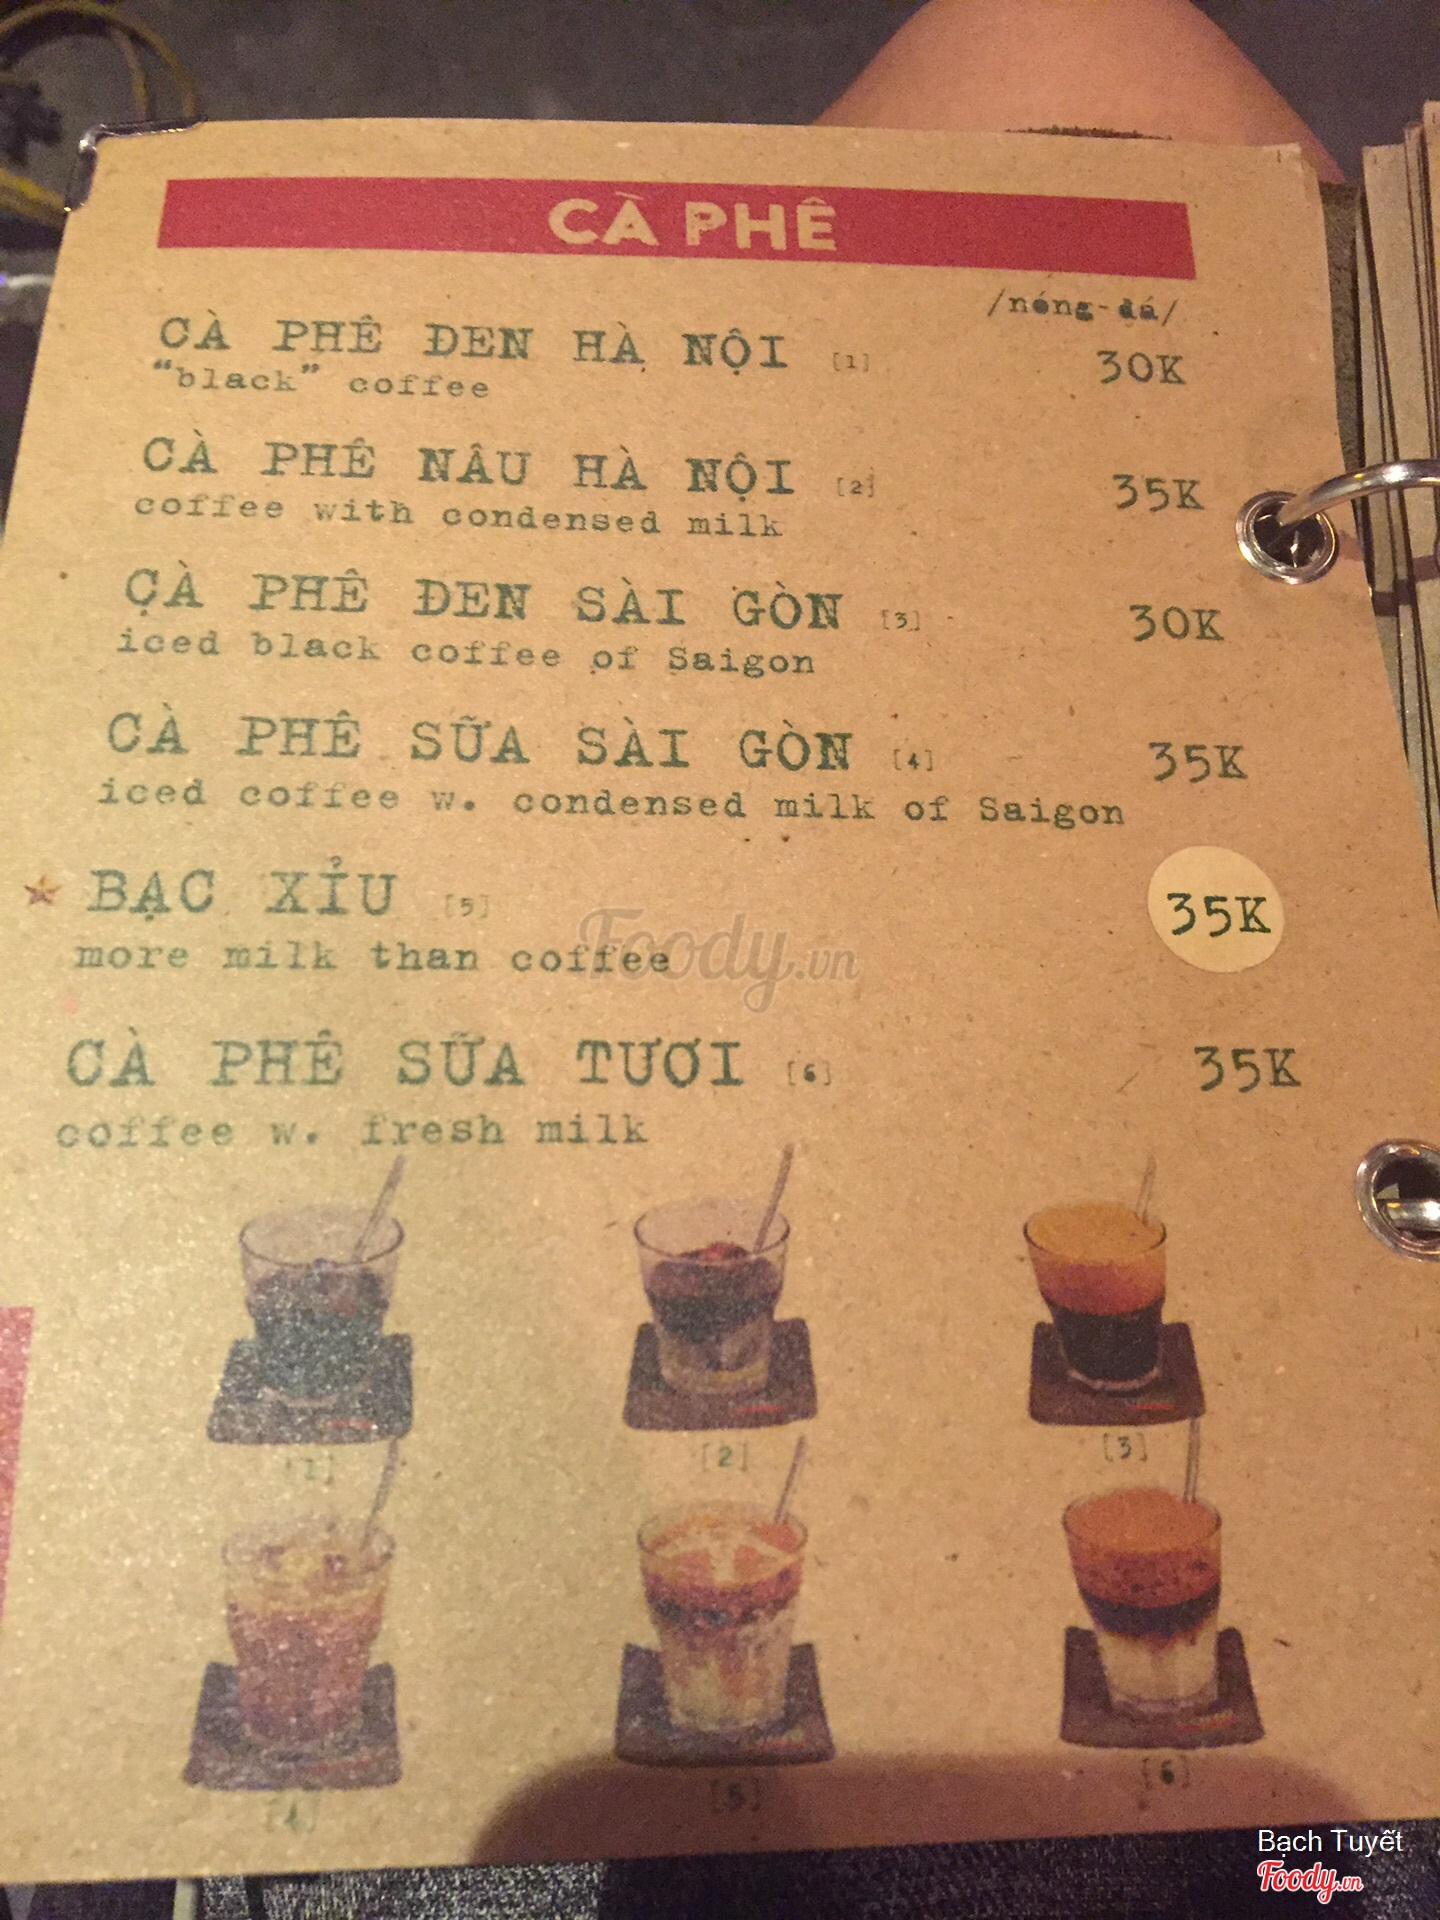 CÀ PHÊ
/nóng-đá/
CÀ PHÊ ĐEN HÀ NỘI [1] 30K
"black" coffee
CÀ PHÊ NÂU HÀ NỘI [2] 35K
coffee with condensed milk
CÀ PHÊ ĐEN SÀI GÒN [3] 30K
iced black coffee of Saigon
CÀ PHÊ SỮA SÀI GÒN [4] 35K
iced coffee w. condensed milk of Saigon
BẠC XỈU [5] 35K
more milk than coffee
Foody.vn
CÀ PHÊ SỮA TƯƠI [6] 35K
coffee w. fresh milk
[1] [2] [3]
[4] [5] [6]
Bạch Tuyết
Foody.vn